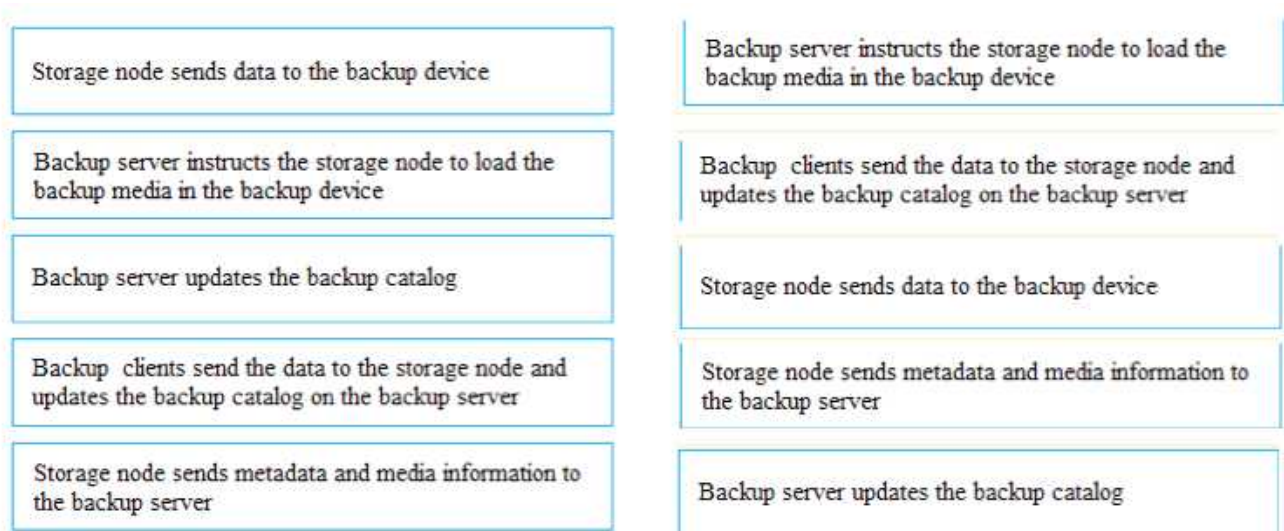 Storage node sends data to the backup device
Backup server instructs the storage node to load the
backup media in the backup device
Backup server updates the backup catalog
Backup clients send the data to the storage node and
updates the backup catalog on the backup server
Storage node sends metadata and media information to
the backup server
Backup server instructs the storage node to load the
backup media in the backup device
Backup clients send the data to the storage node and
updates the backup catalog on the backup server
Storage node sends data to the backup device
Storage node sends metadata and media information to
the backup server
Backup server updates the backup catalog